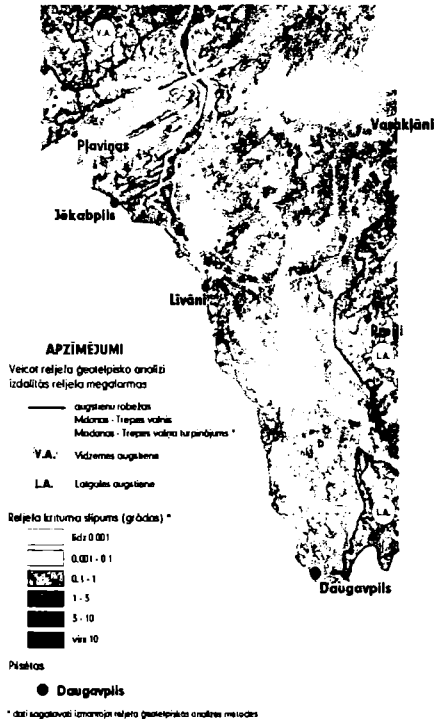 V.A.
Varakļāni
Pļaviņas
Jēkabpils
Līvāni
L.A.
L.A.
Daugavpils
APZĪMĒJUMI
Veicot reljefa ģeotelpisko analīzi
izdalītās reljefa megaformas
augstieņu robežas
Madonas - Trepes valnis
Madonas - Trepes vaļņa turpinājums *
V.A. Vidzemes augstiene
L.A. Latgales augstiene
Reljefa krituma slīpums (grādos) *
līdz 0.001
0.001 - 0.1
0.1 - 1
1 - 3
3 - 10
virs 10
Pilsētas
Daugavpils
* dati sagatavoti izmantojot reljefa ģeotelpiskās analīzes metodes